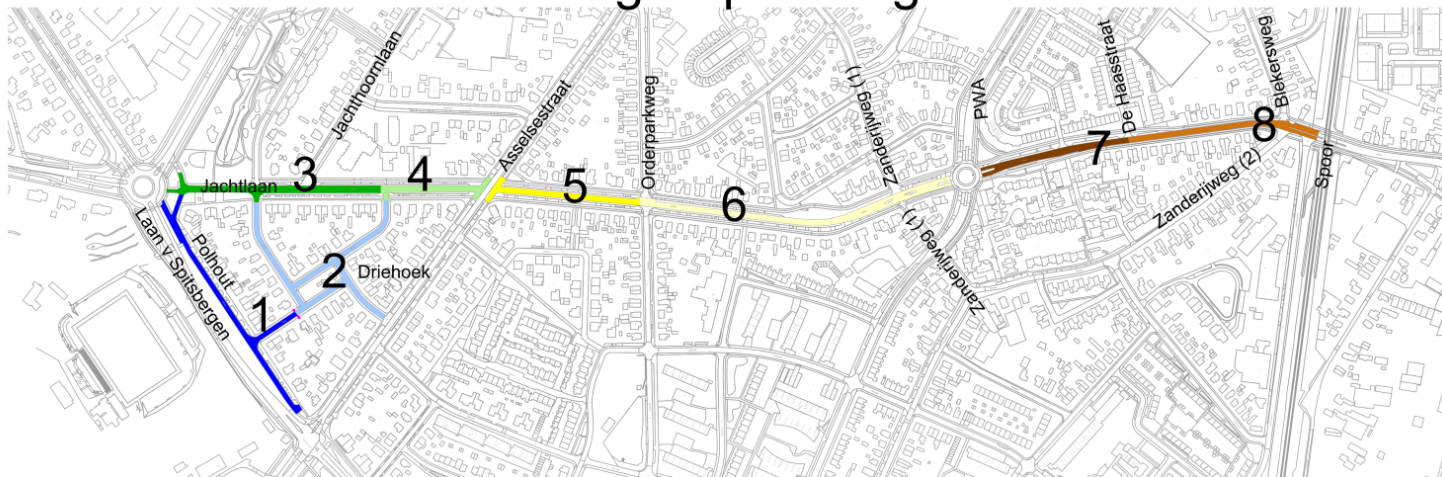 Jachthoornlaan
Asselsestraat
Orderparkweg
Zanderijweg (1)
Zanderijweg (1)
PWA
De Haasstraat
Blekersweg
Spoor
Zanderijweg (2)
Jachtlaan
3
4
5
6
7
8
Polhout
Laan v Spitsbergen
1
2
Driehoek